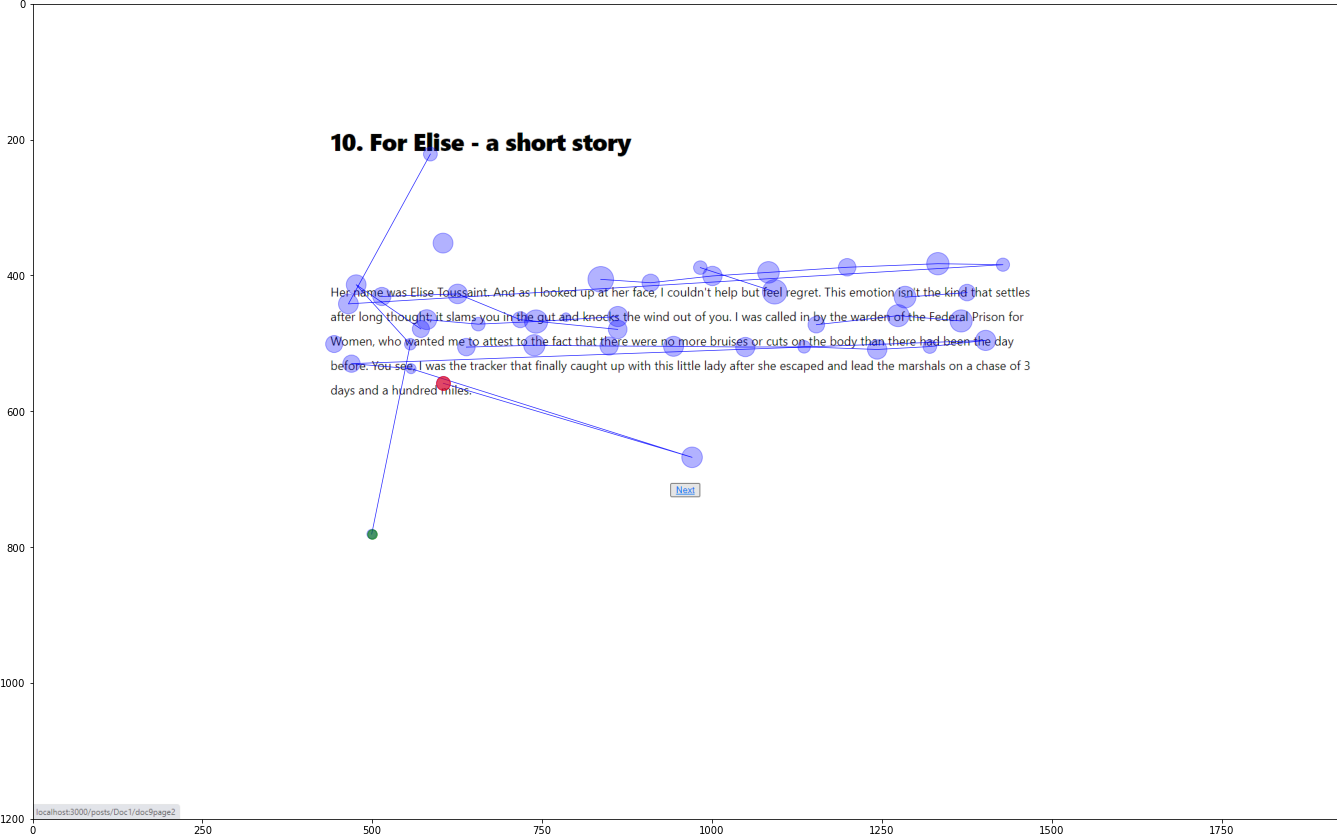 0
200
10. For Elise - a short story
400
Her name was Elise Toussaint. And as I looked up at her face, I couldn't help but feel regret. This emotion isn't the kind that settles
after long thought; it slams you in the gut and knocks the wind out of you. I was called in by the warden of the Federal Prison for
Women, who wanted me to attest to the fact that there were no more bruises or cuts on the body than there had been the day
before. You see, I was the tracker that finally caught up with this little lady after she escaped and lead the marshals on a chase of 3
days and a hundred miles.
600
Next
800
1000
localhost:3000/posts/Doc1/doc9page2
1200
0 250 500 750 1000 1250 1500 1750